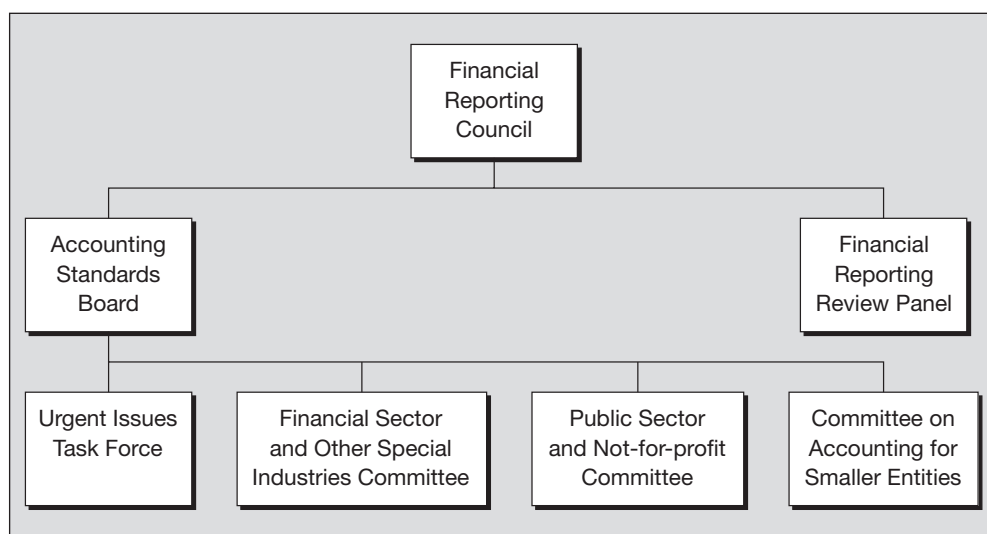 Financial
Reporting
Council
Accounting
Standards
Board
Financial
Reporting
Review Panel
Urgent Issues
Task Force
Financial Sector
and Other Special
Industries Committee
Public Sector
and Not-for-profit
Committee
Committee on
Accounting for
Smaller Entities